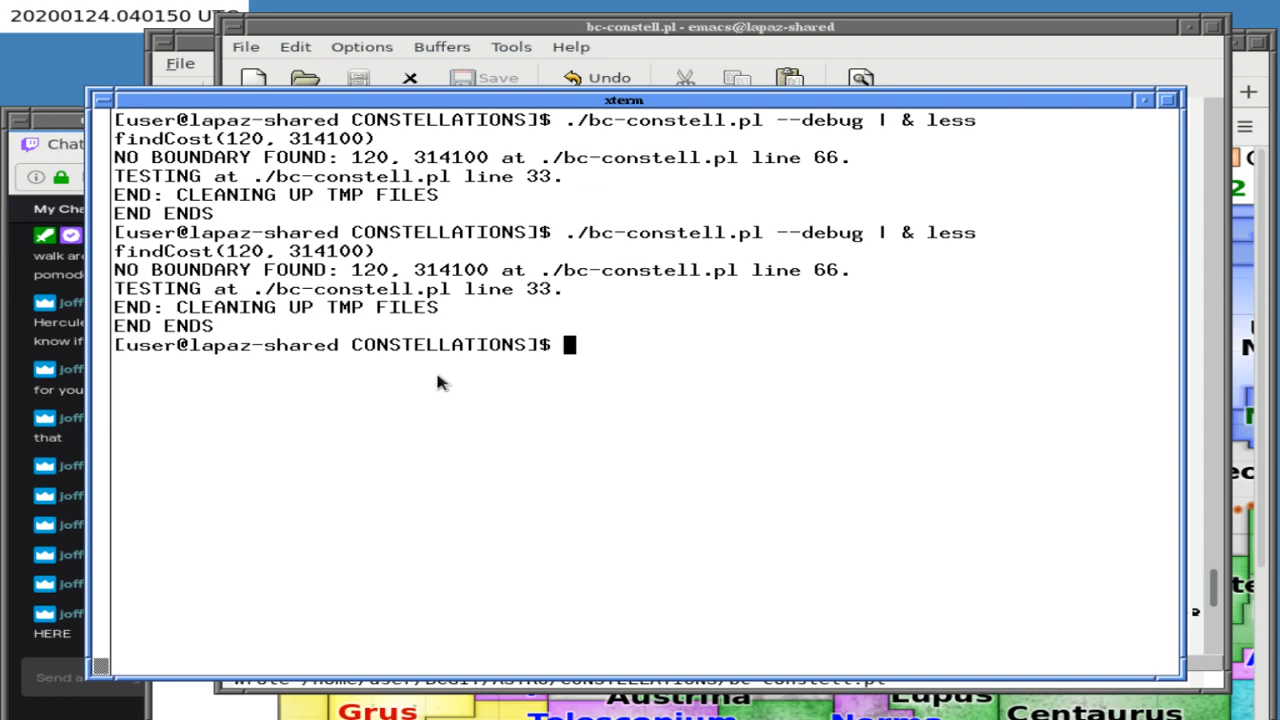 20200124.040150 UTC
bc-constell.pl - emacs@lapaz-shared
File Edit Options Buffers Tools Help
File
Save Undo
xterm
[user@lapaz-shared CONSTELLATIONS]$ ./bc-constell.pl --debug | & less
findCost(120, 314100)
NO BOUNDARY FOUND: 120, 314100 at ./bc-constell.pl line 66.
TESTING at ./bc-constell.pl line 33.
END: CLEANING UP TMP FILES
END ENDS
[user@lapaz-shared CONSTELLATIONS]$ ./bc-constell.pl --debug | & less
findCost(120, 314100)
NO BOUNDARY FOUND: 120, 314100 at ./bc-constell.pl line 66.
TESTING at ./bc-constell.pl line 33.
END: CLEANING UP TMP FILES
END ENDS
[user@lapaz-shared CONSTELLATIONS]$
Chat
My Cha
walk ar
pomod
joff
Hercule
know if
joff
for you
joff
that
joff
joff
joff
joff
joff
joff
HERE
Send a
2
Grus
Austrina
Telescopium
Lupus
Norma
Centaurus